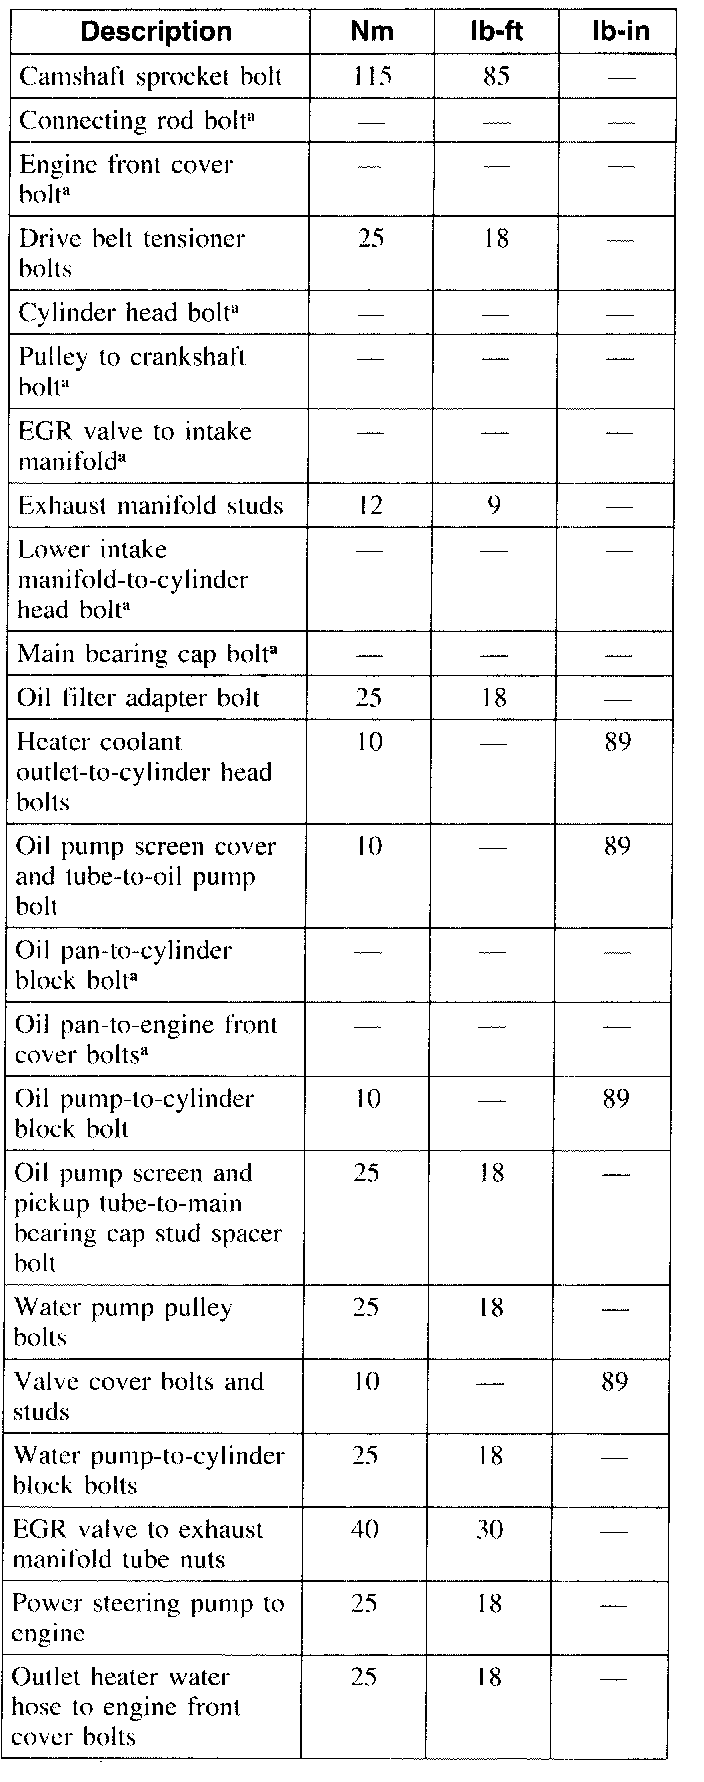 Description Nm lb-ft lb-in
Camshaft sprocket bolt 115 85 —
Connecting rod boltᵃ — — —
Engine front cover — — —
boltᵃ
Drive belt tensioner 25 18 —
bolts
Cylinder head boltᵃ — — —
Pulley to crankshaft — — —
boltᵃ
EGR valve to intake — — —
manifoldᵃ
Exhaust manifold studs 12 9 —
Lower intake — — —
manifold-to-cylinder
head boltᵃ
Main bearing cap boltᵃ — — —
Oil filter adapter bolt 25 18 —
Heater coolant 10 — 89
outlet-to-cylinder head
bolts
Oil pump screen cover 10 — 89
and tube-to-oil pump
bolt
Oil pan-to-cylinder — — —
block boltᵃ
Oil pan-to-engine front — — —
cover boltsᵃ
Oil pump-to-cylinder 10 — 89
block bolt
Oil pump screen and 25 18 —
pickup tube-to-main
bearing cap stud spacer
bolt
Water pump pulley 25 18 —
bolts
Valve cover bolts and 10 — 89
studs
Water pump-to-cylinder 25 18 —
block bolts
EGR valve to exhaust 40 30 —
manifold tube nuts
Power steering pump to 25 18 —
engine
Outlet heater water 25 18 —
hose to engine front
cover bolts